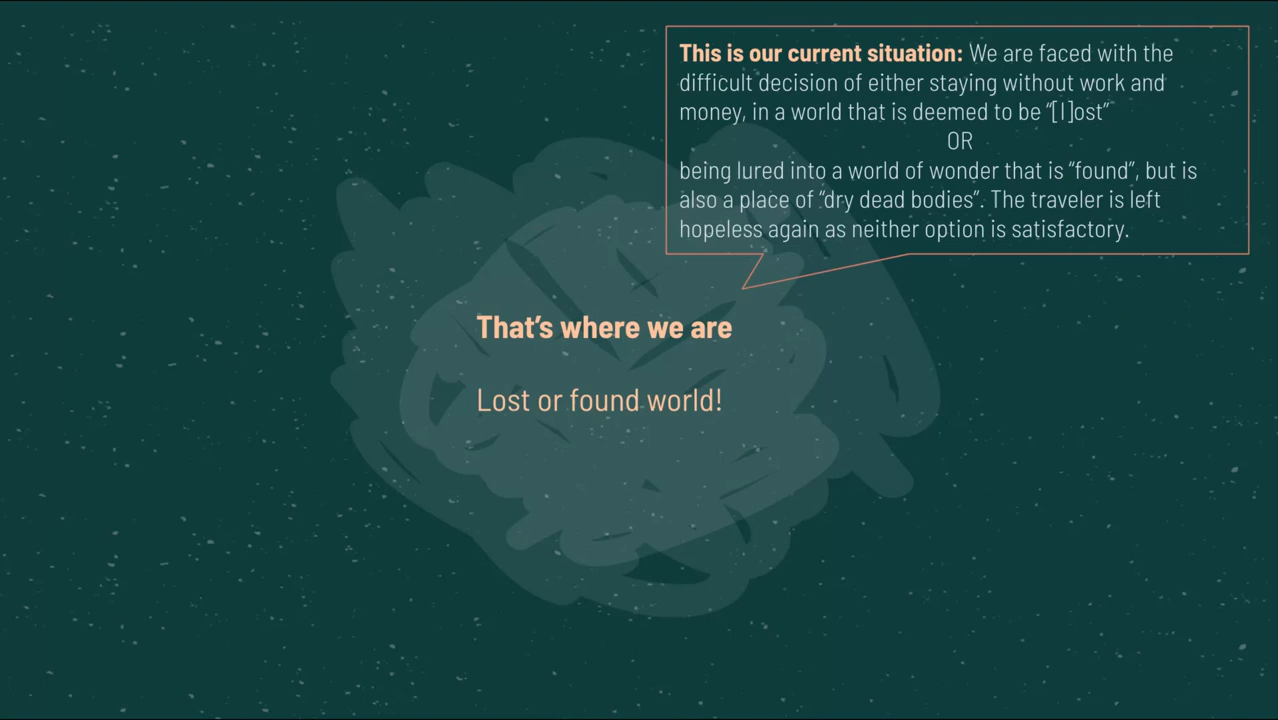 This is our current situation: We are faced with the
difficult decision of either staying without work and
money, in a world that is deemed to be “[l]ost”
OR
being lured into a world of wonder that is “found”, but is
also a place of “dry dead bodies”. The traveler is left
hopeless again as neither option is satisfactory.
That’s where we are
Lost or found world!